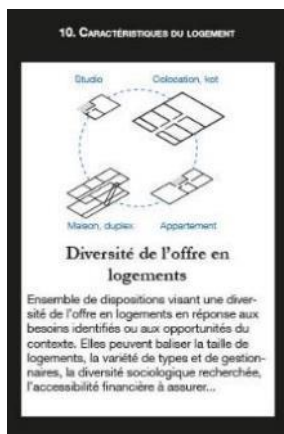 10. CARACTÉRISTIQUES DU LOGEMENT
Studio
Colocation, kot
Maison, duplex
Appartement
Diversité de l'offre en
logements
Ensemble de dispositions visant une diver-
sité de l'offre en logements en réponse aux
besoins identifiés ou aux opportunités du
contexte. Elles peuvent baliser la taille de
logements, la variété de types et de gestion-
naires, la diversité sociologique recherchée,
l'accessibilité financière à assurer...